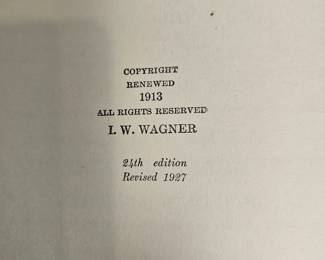 COPYRIGHT
RENEWED
1913
ALL RIGHTS RESERVED
I. W. WAGNER
24th edition
Revised 1927